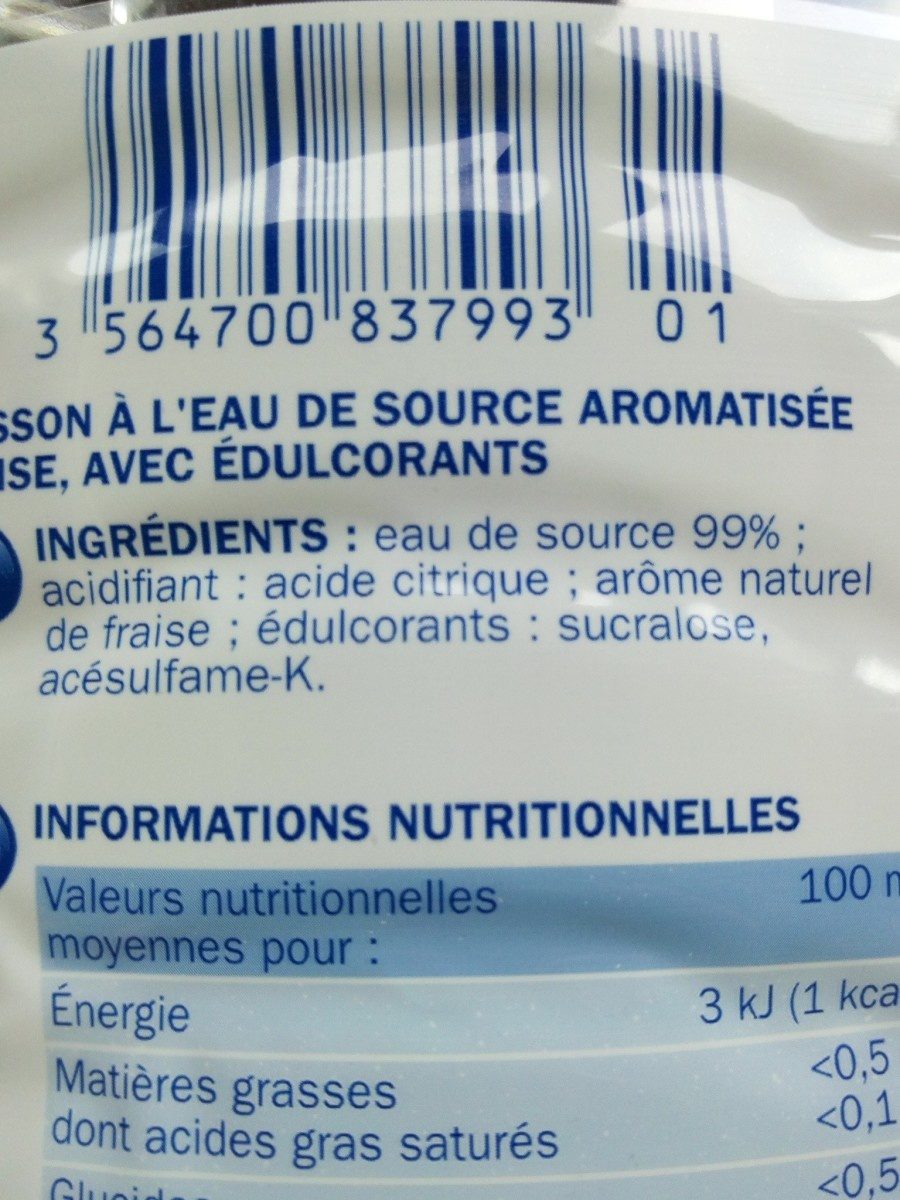 3 564700 837993 01
SSON À L'EAU DE SOURCE AROMATISÉE
ISE, AVEC ÉDULCORANTS
INGRÉDIENTS : eau de source 99% ;
acidifiant : acide citrique ; arôme naturel
de fraise ; édulcorants : sucralose,
acésulfame-K.
INFORMATIONS NUTRITIONNELLES
Valeurs nutritionnelles 100 m
moyennes pour :
Énergie 3 kJ (1 kca
Matières grasses <0,5
dont acides gras saturés <0,1
<0,5